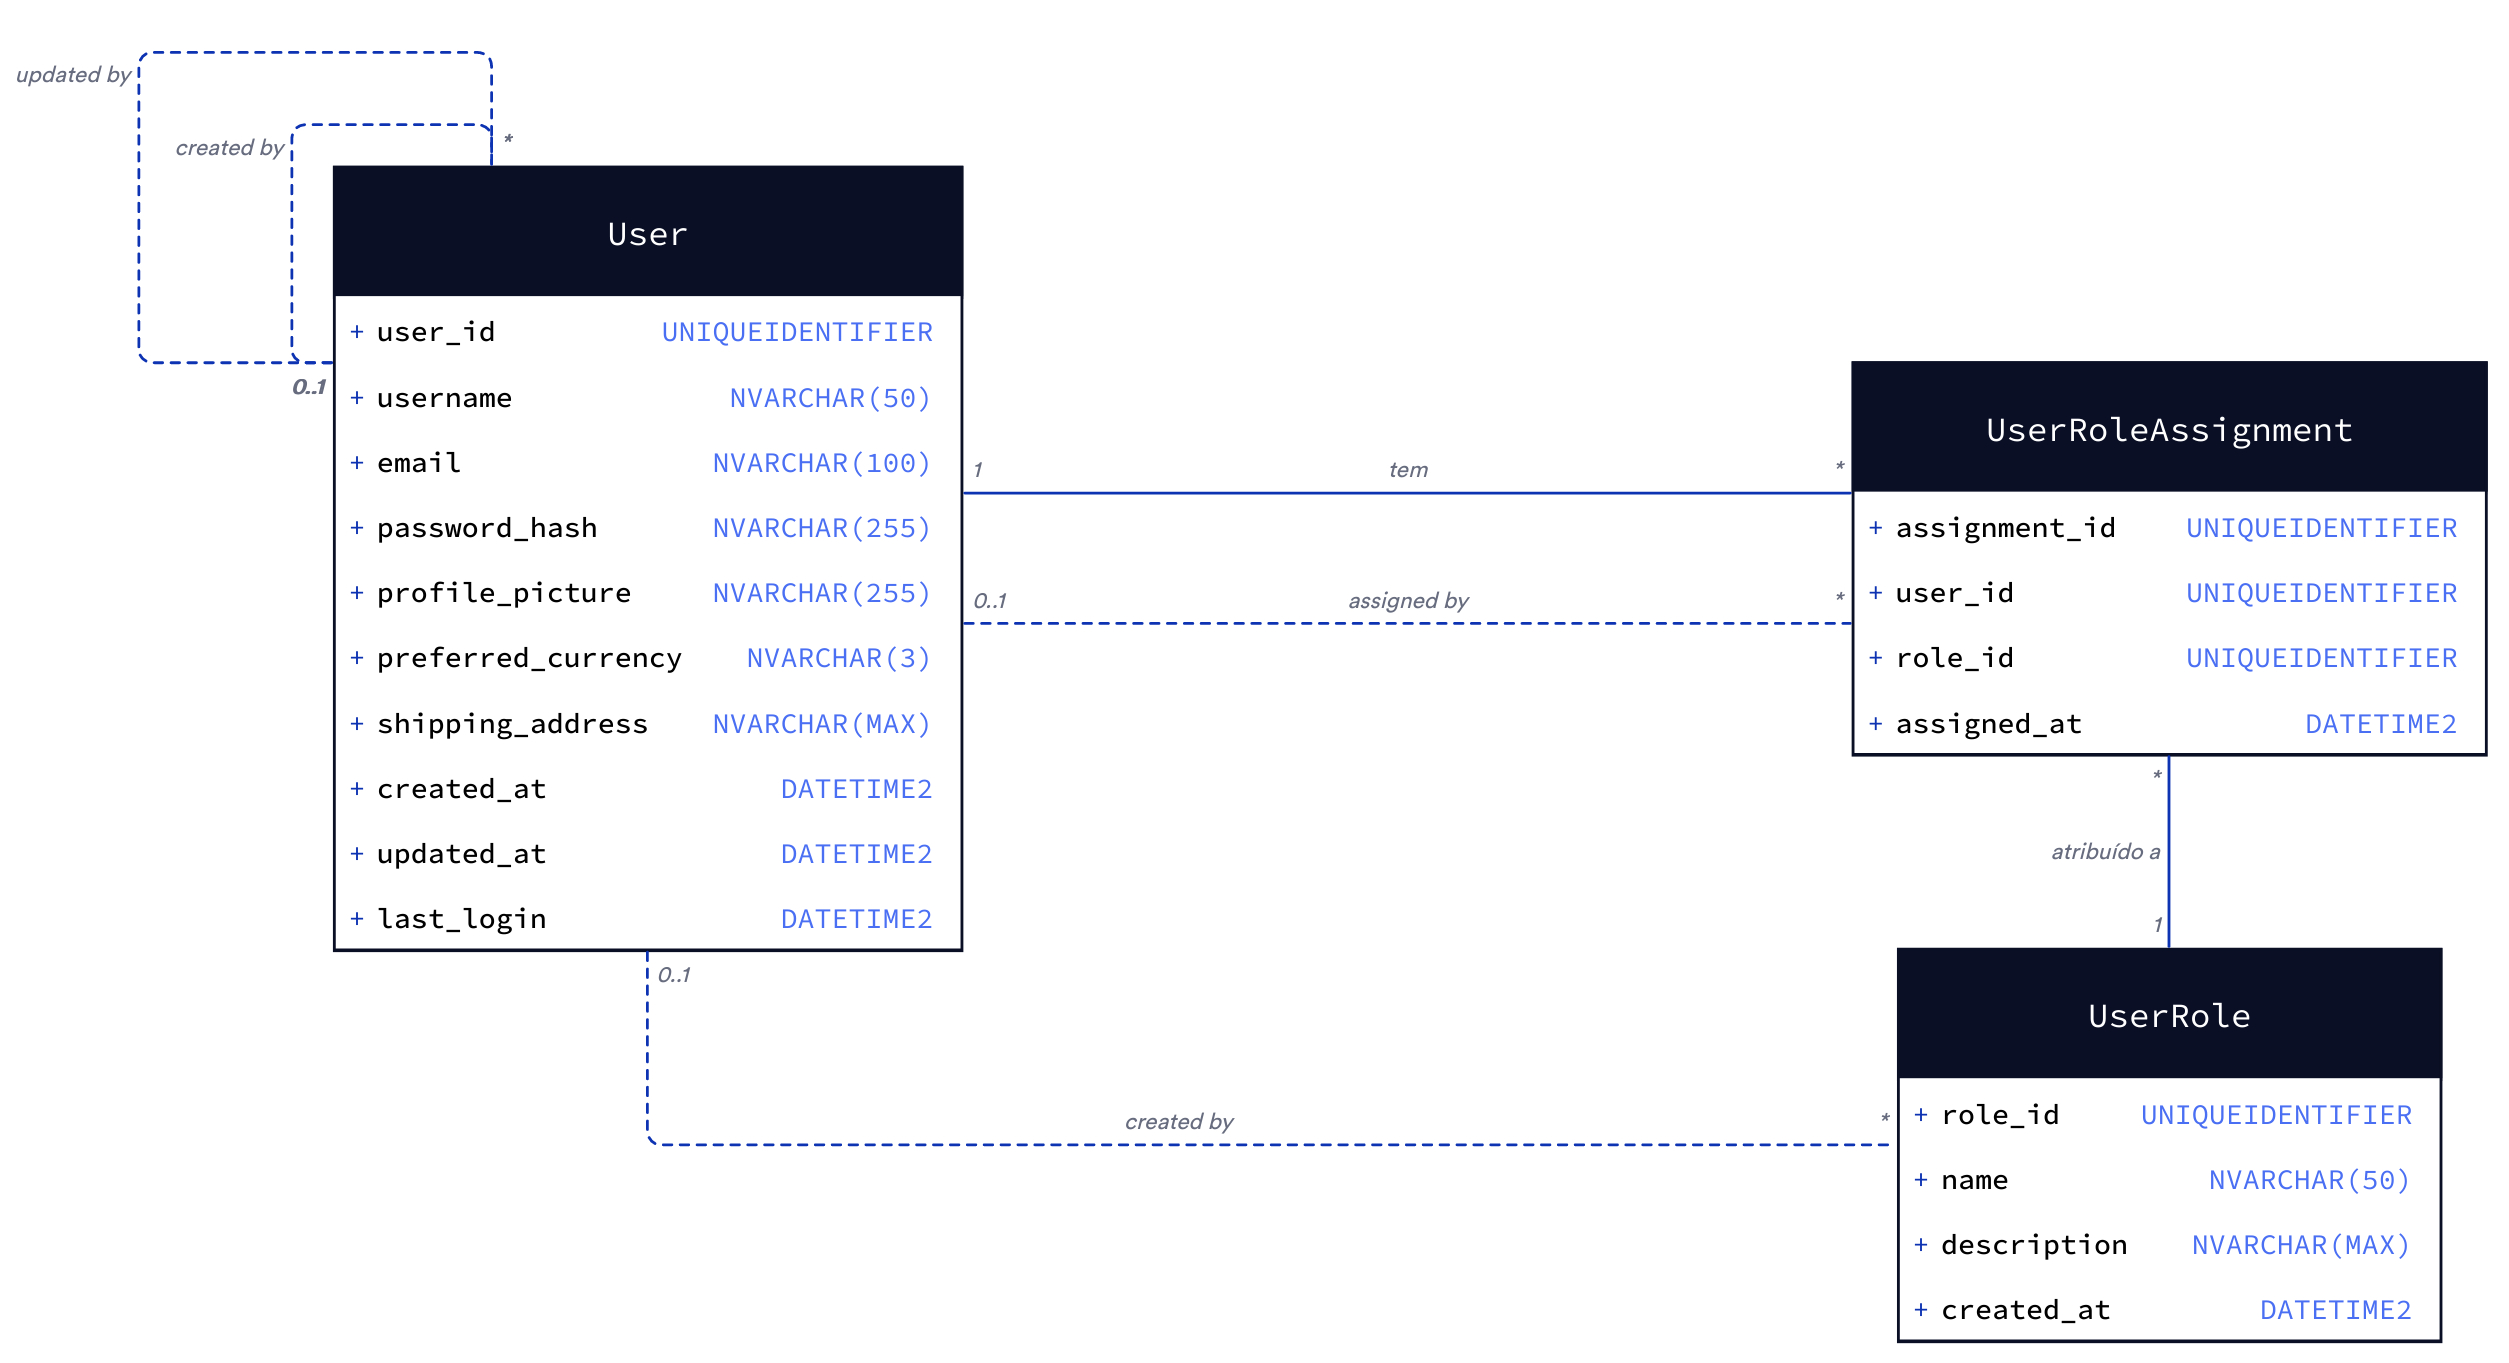 updated by
created by
*
0..1
User
+ user_id UNIQUEIDENTIFIER
+ username NVARCHAR(50)
+ email NVARCHAR(100)
+ password_hash NVARCHAR(255)
+ profile_picture NVARCHAR(255)
+ preferred_currency NVARCHAR(3)
+ shipping_address NVARCHAR(MAX)
+ created_at DATETIME2
+ updated_at DATETIME2
+ last_login DATETIME2
1 tem *
0..1 assigned by *
UserRoleAssignment
+ assignment_id UNIQUEIDENTIFIER
+ user_id UNIQUEIDENTIFIER
+ role_id UNIQUEIDENTIFIER
+ assigned_at DATETIME2
*
atribuído a
1
0..1
created by *
UserRole
+ role_id UNIQUEIDENTIFIER
+ name NVARCHAR(50)
+ description NVARCHAR(MAX)
+ created_at DATETIME2